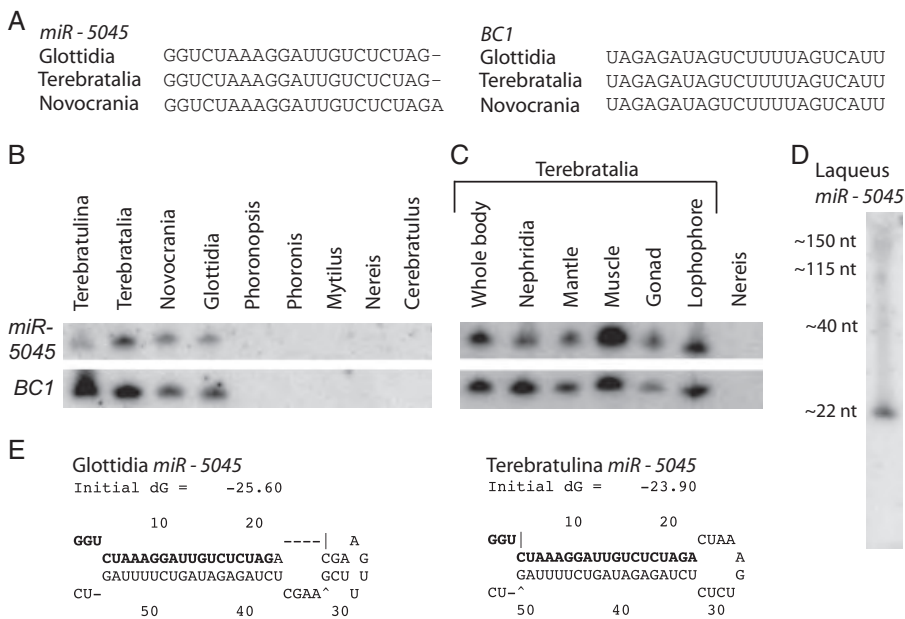 A
miR - 5045
Glottidia GGUCUAAAGGAUUGUCUCUAG–
Terebratalia GGUCUAAAGGAUUGUCUCUAG–
Novocrania GGUCUAAAGGAUUGUCUCUAGA
BC1
Glottidia UAGAGAUAGUCUUUUAGUCAUU
Terebratalia UAGAGAUAGUCUUUUAGUCAUU
Novocrania UAGAGAUAGUCUUUUAGUCAUU
B
Terebratulina
Terebratalia
Novocrania
Glottidia
Phoronopsis
Phoronis
Mytilus
Nereis
Cerebratulus
miR-
5045
BC1
C
Terebratalia
Whole body
Nephridia
Mantle
Muscle
Gonad
Lophophore
Nereis
D
Laqueus
miR - 5045
~150 nt
~115 nt
~40 nt
~22 nt
E
Glottidia miR - 5045
Initial dG = -25.60
10 20
GGU ----| A
CUAAAGGAUUGUCUCUAGA CGA G
GAUUUUCUGAUAGAGAUCU GCU U
CU– CGAA^ U
50 40 30
Terebratulina miR - 5045
Initial dG = -23.90
10 20
GGU| CUAA
CUAAAGGAUUGUCUCUAGA A
GAUUUUCUGAUAGAGAUCU G
CU-^ CUCU
50 40 30